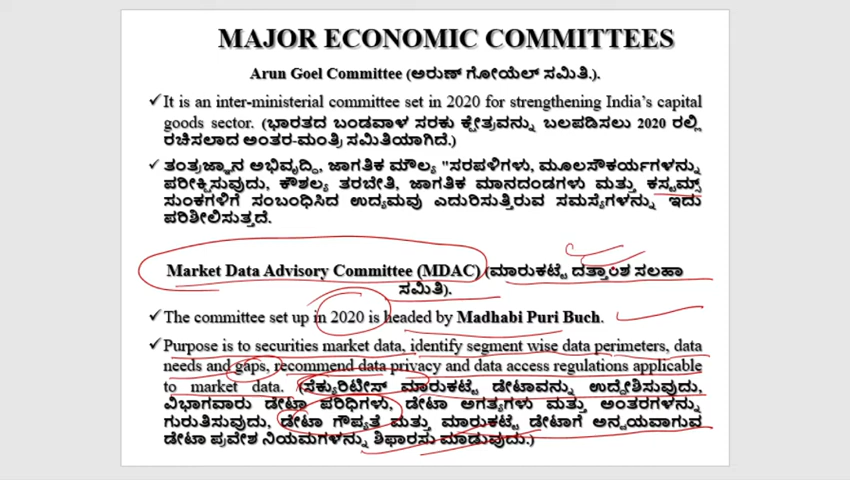 MAJOR ECONOMIC COMMITTEES
Arun Goel Committee (ಅರುಣ್ ಗೋಯೆಲ್ ಸಮಿತಿ.).
✓It is an inter-ministerial committee set in 2020 for strengthening India's capital
goods sector. (ಭಾರತದ ಬಂಡವಾಳ ಸರಕು ಕ್ಷೇತ್ರವನ್ನು ಬಲಪಡಿಸಲು 2020 ರಲ್ಲಿ
ರಚಿಸಲಾದ ಅಂತರ-ಮಂತ್ರಿ ಸಮಿತಿಯಾಗಿದೆ.)
✓ ತಂತ್ರಜ್ಞಾನ ಅಭಿವೃದ್ಧಿ, ಜಾಗತಿಕ ಮೌಲ್ಯ "ಸರಪಳಿಗಳು, ಮೂಲಸೌಕರ್ಯಗಳನ್ನು
ಪರೀಕ್ಷಿಸುವುದು, ಕೌಶಲ್ಯ ತರಬೇತಿ, ಜಾಗತಿಕ ಮಾನದಂಡಗಳು ಮತ್ತು ಕಸ್ಟಮ್ಸ್
ಸುಂಕಗಳಿಗೆ ಸಂಬಂಧಿಸಿದ ಉದ್ಯಮವು ಎದುರಿಸುತ್ತಿರುವ ಸಮಸ್ಯೆಗಳನ್ನು ಇದು
ಪರಿಶೀಲಿಸುತ್ತದೆ.
Market Data Advisory Committee (MDAC) (ಮಾರುಕಟ್ಟೆ ದತ್ತಾಂಶ ಸಲಹಾ
ಸಮಿತಿ).
✓ The committee set up in 2020 is headed by Madhabi Puri Buch.
✓ Purpose is to securities market data, identify segment wise data perimeters, data
needs and gaps, recommend data privacy and data access regulations applicable
to market data. (ಸೆಕ್ಯುರಿಟೀಸ್ ಮಾರುಕಟ್ಟೆ ಡೇಟಾವನ್ನು ಉದ್ದೇಶಿಸುವುದು,
ವಿಭಾಗವಾರು ಡೇಟಾ ಪರಿಧಿಗಳು, ಡೇಟಾ ಅಗತ್ಯಗಳು ಮತ್ತು ಅಂತರಗಳನ್ನು
ಗುರುತಿಸುವುದು, ಡೇಟಾ ಗೌಪ್ಯತೆ ಮತ್ತು ಮಾರುಕಟ್ಟೆ ಡೇಟಾಗೆ ಅನ್ವಯವಾಗುವ
ಡೇಟಾ ಪ್ರವೇಶ ನಿಯಮಗಳನ್ನು ಶಿಫಾರಸು ಮಾಡುವುದು.)